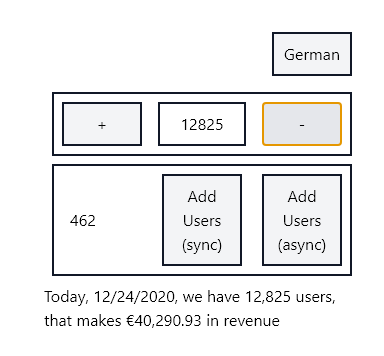 German
+ 12825 -
462
Add
Users
(sync)
Add
Users
(async)
Today, 12/24/2020, we have 12,825 users,
that makes €40,290.93 in revenue